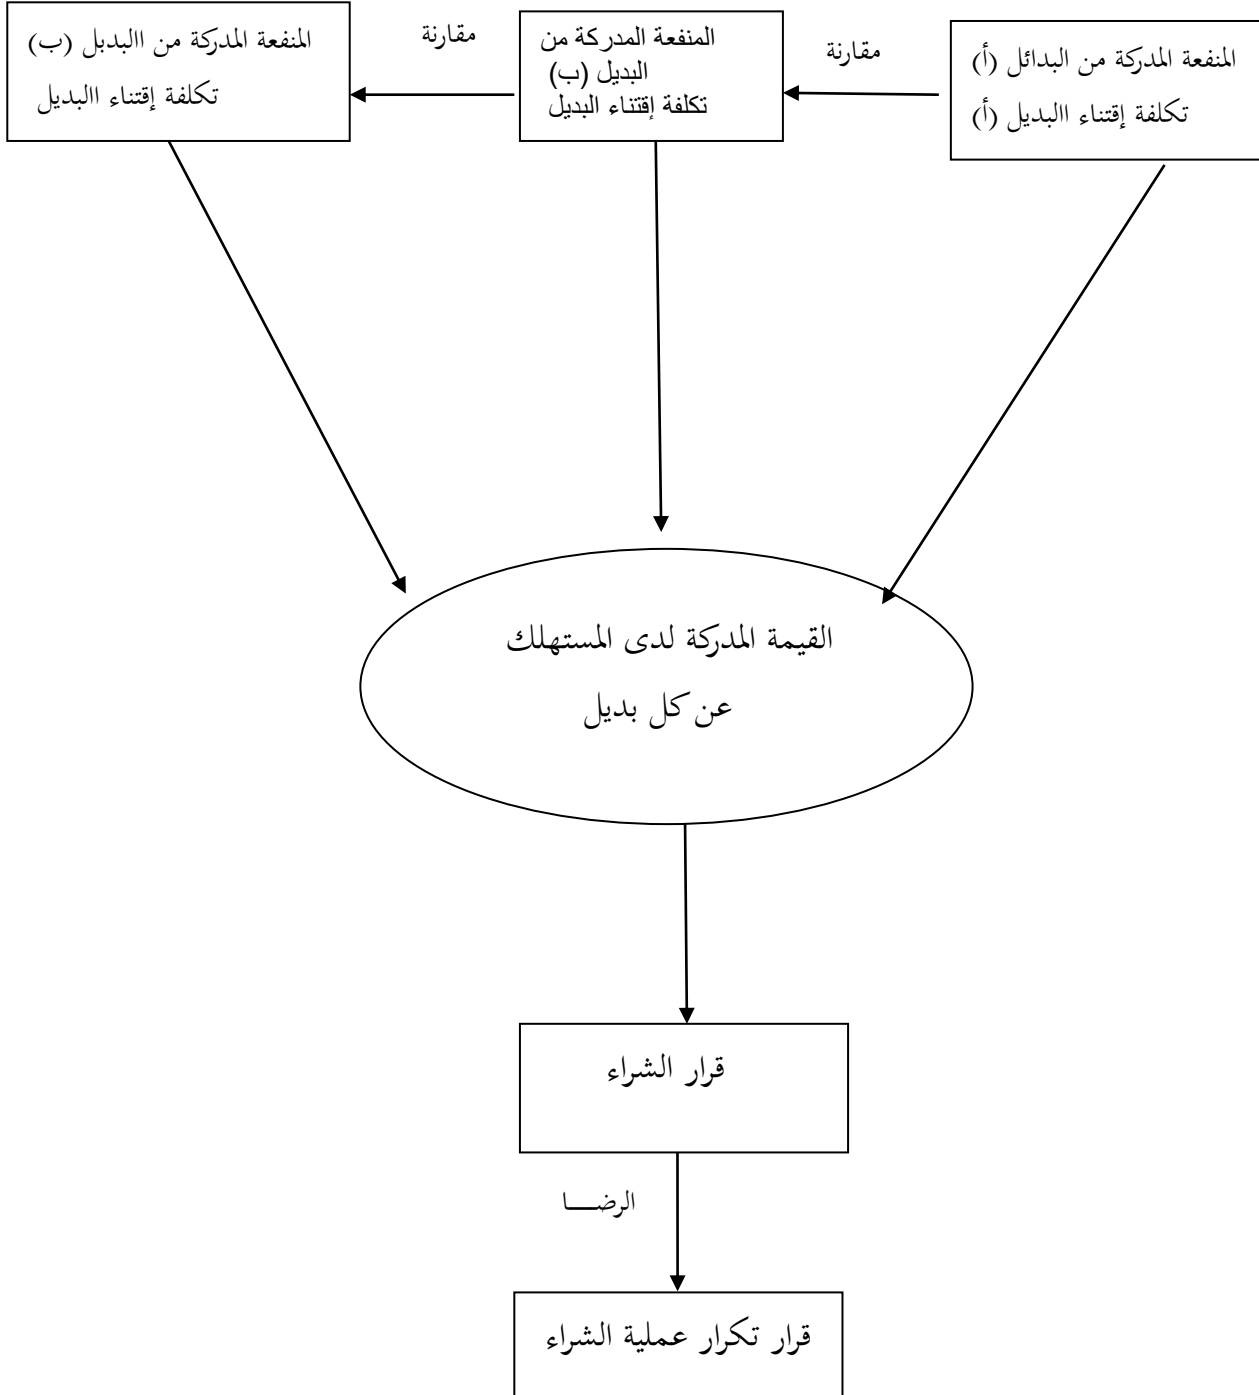 المنفعة المدركة من البدائل (أ)
تكلفة إقتناء االبديل (أ)
مقارنة
المنفعة المدركة من
البديل (ب)
تكلفة إقتناء البديل
مقارنة
المنفعة المدركة من االبدبل (ب)
تكلفة إقتناء االبديل
القيمة المدركة لدى المستهلك
عن كل بديل
قرار الشراء
الرضــــا
قرار تكرار عملية الشراء